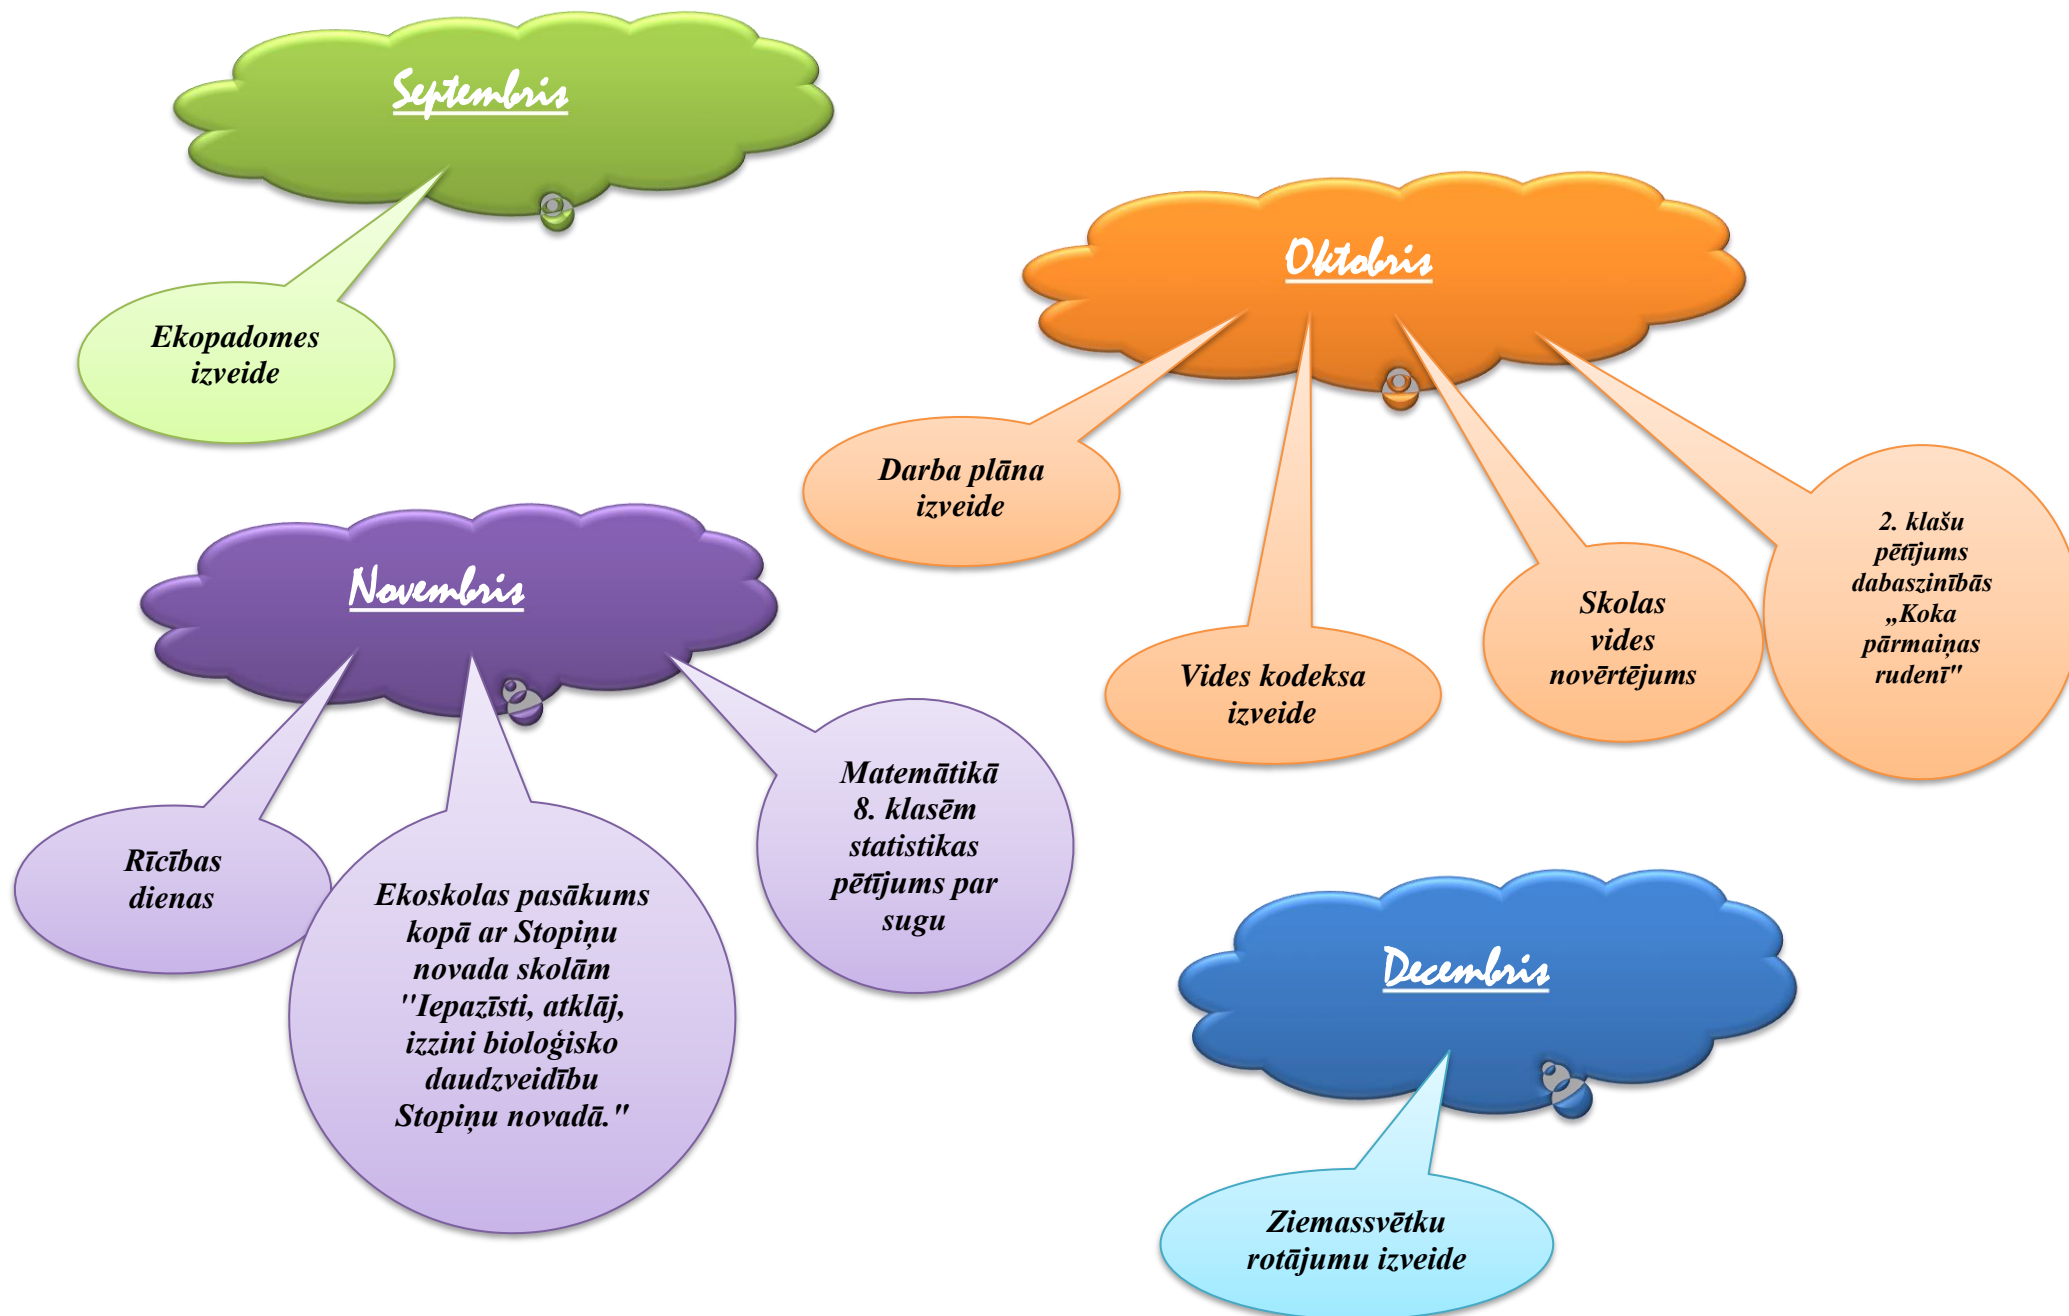 Septembris
Ekopadomes
izveide
Oktobris
Darba plāna
izveide
Vides kodeksa
izveide
Skolas
vides
novērtējums
2. klašu
pētījums
dabaszinībās
„Koka
pārmaiņas
rudenī"
Novembris
Rīcības
dienas
Ekoskolas pasākums
kopā ar Stopiņu
novada skolām
"Iepazīsti, atklāj,
izzini bioloģisko
daudzveidību
Stopiņu novadā."
Matemātikā
8. klasēm
statistikas
pētījums par
sugu
Decembris
Ziemassvētku
rotājumu izveide